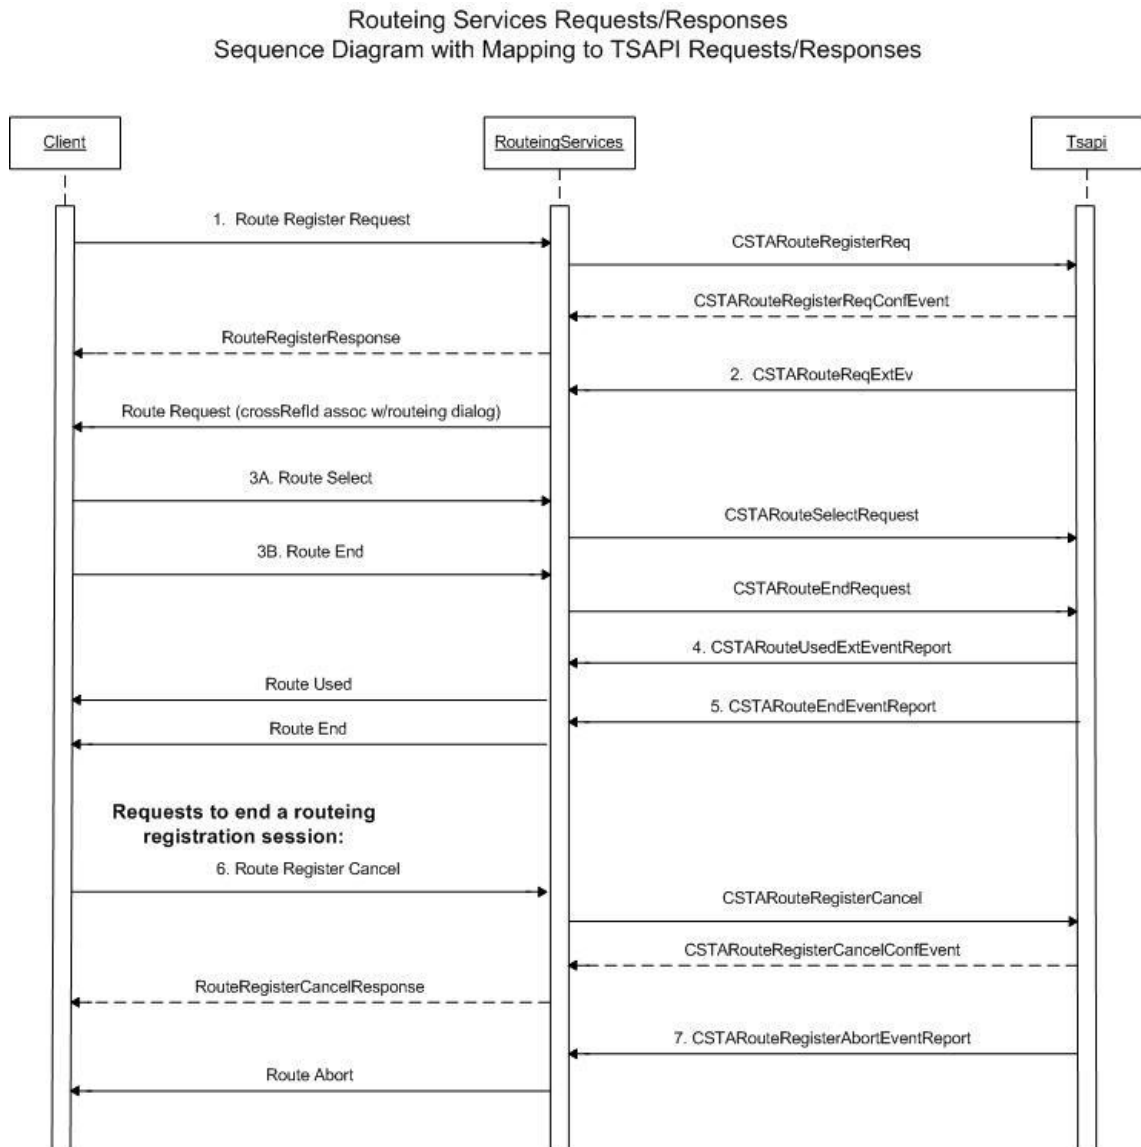 Routeing Services Requests/Responses
Sequence Diagram with Mapping to TSAPI Requests/Responses
Client
RouteingServices
Tsapi
1. Route Register Request
CSTARouteRegisterReq
CSTARouteRegisterReqConfEvent
RouteRegisterResponse
2. CSTARouteReqExtEv
Route Request (crossRefId assoc w/routeing dialog)
3A. Route Select
CSTARouteSelectRequest
3B. Route End
CSTARouteEndRequest
4. CSTARouteUsedExtEventReport
Route Used
5. CSTARouteEndEventReport
Route End
Requests to end a routeing
registration session:
6. Route Register Cancel
CSTARouteRegisterCancel
CSTARouteRegisterCancelConfEvent
RouteRegisterCancelResponse
7. CSTARouteRegisterAbortEventReport
Route Abort